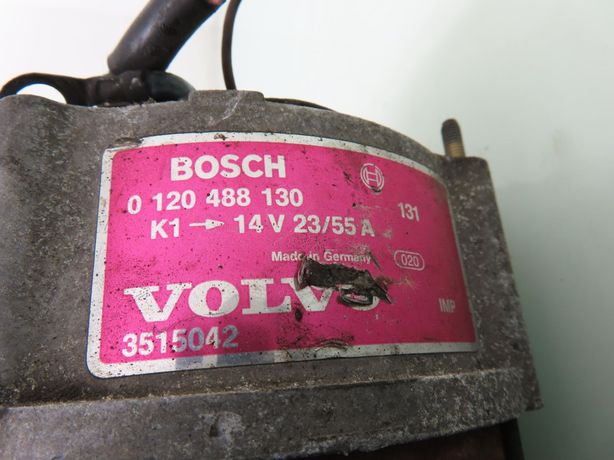 BOSCH
0 120 488 130 131
K1 → 14 V 23/55 A
Made in Germany 020
VOLVO IMP
3515042